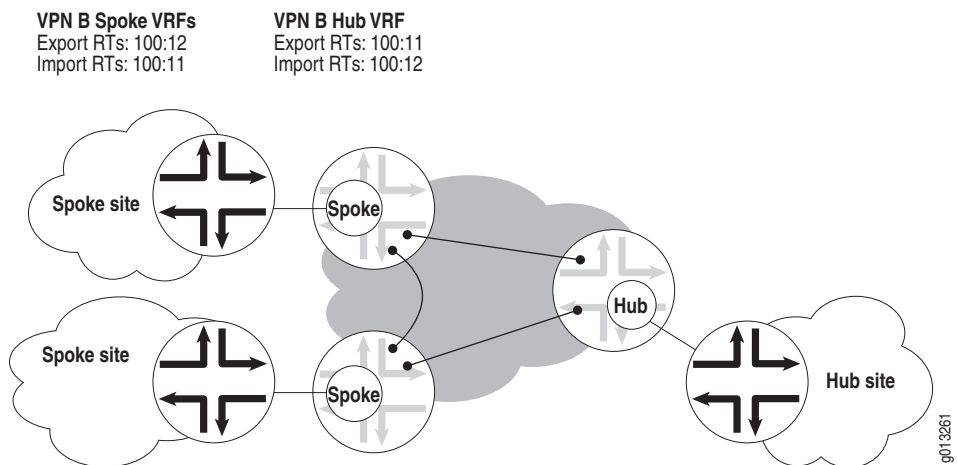 VPN B Spoke VRFs
Export RTs: 100:12
Import RTs: 100:11
VPN B Hub VRF
Export RTs: 100:11
Import RTs: 100:12
Spoke site
Spoke
Hub
Spoke site
Spoke
Hub site
g013261